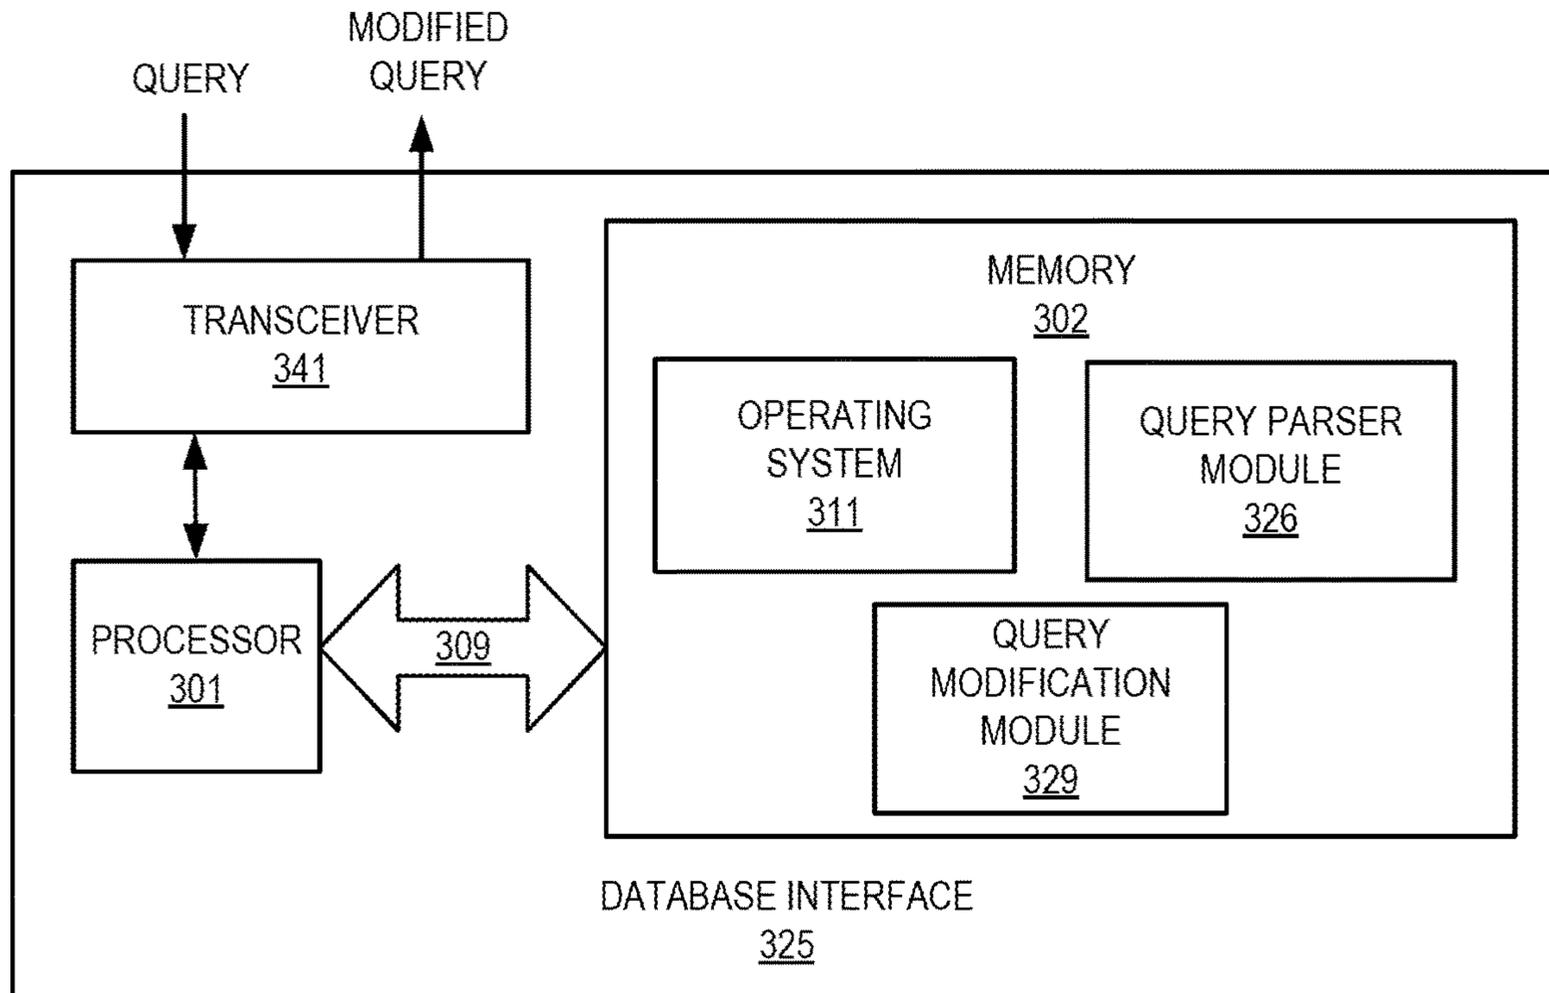 QUERY
MODIFIED
QUERY
TRANSCEIVER
341
PROCESSOR
301
309
MEMORY
302
OPERATING
SYSTEM
311
QUERY PARSER
MODULE
326
QUERY
MODIFICATION
MODULE
329
DATABASE INTERFACE
325